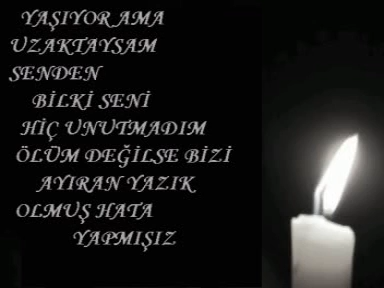 YAŞIYOR AMA
UZAKTAYSAM
SENDEN
BİLKİ SENİ
HİÇ UNUTMADIM
ÖLÜM DEĞİLSE BİZİ
AYIRAN YAZIK
OLMUŞ HATA
YAPMIŞIZ